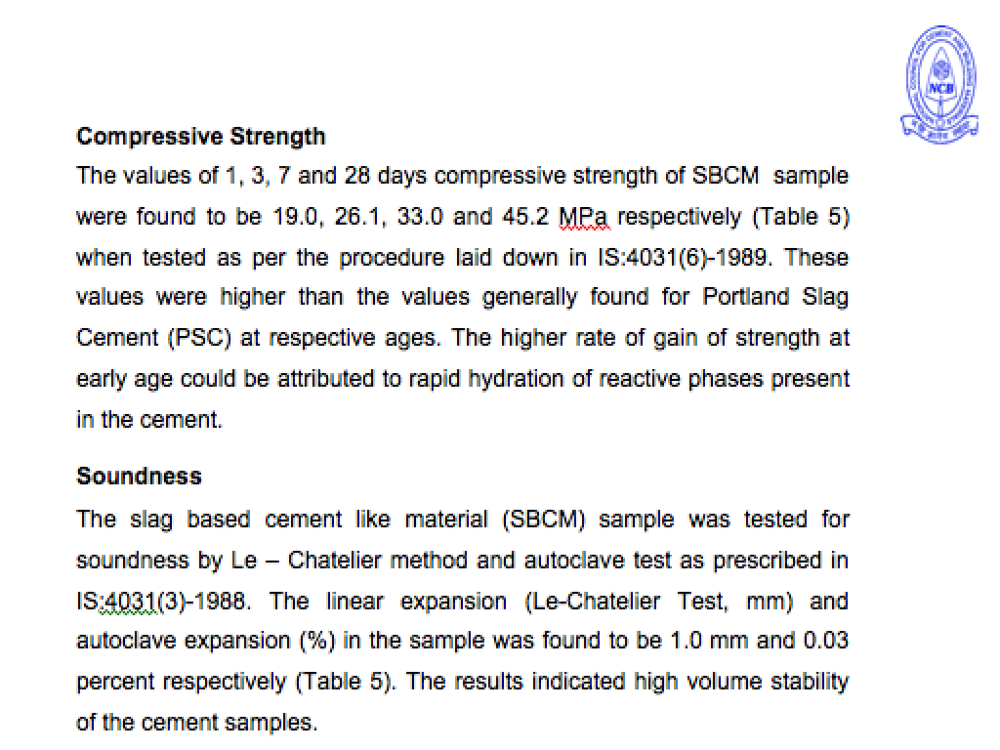 NCB
Compressive Strength
The values of 1, 3, 7 and 28 days compressive strength of SBCM sample
were found to be 19.0, 26.1, 33.0 and 45.2 MPa respectively (Table 5)
when tested as per the procedure laid down in IS:4031(6)-1989. These
values were higher than the values generally found for Portland Slag
Cement (PSC) at respective ages. The higher rate of gain of strength at
early age could be attributed to rapid hydration of reactive phases present
in the cement.
Soundness
The slag based cement like material (SBCM) sample was tested for
soundness by Le – Chatelier method and autoclave test as prescribed in
IS:4031(3)-1988. The linear expansion (Le-Chatelier Test, mm) and
autoclave expansion (%) in the sample was found to be 1.0 mm and 0.03
percent respectively (Table 5). The results indicated high volume stability
of the cement samples.